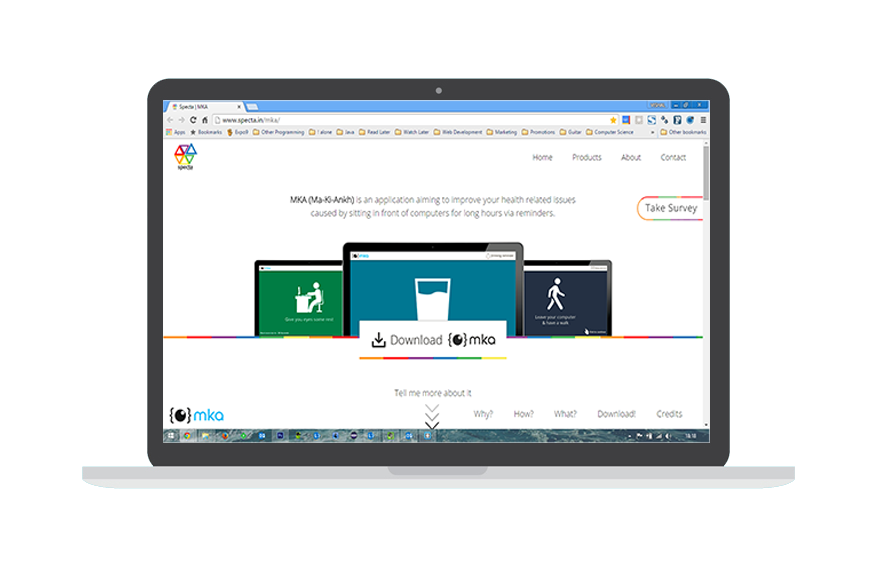 Specta | MKA
www.specta.in/mka/
Apps Bookmarks Expo9 Other Programming ! alone Java Read Later Watch Later Web Development Marketing Promotions Guitar Computer Science » Other bookmarks
specta
Home Products About Contact
MKA (Ma-Ki-Ankh) is an application aiming to improve your health related issues
caused by sitting in front of computers for long hours via reminders.
Take Survey
{O}mka
Give you eyes some rest
Leave your computer
& have a walk
Download {O}mka
Tell me more about it
{O}mka
Why? How? What? Download! Credits
18:18